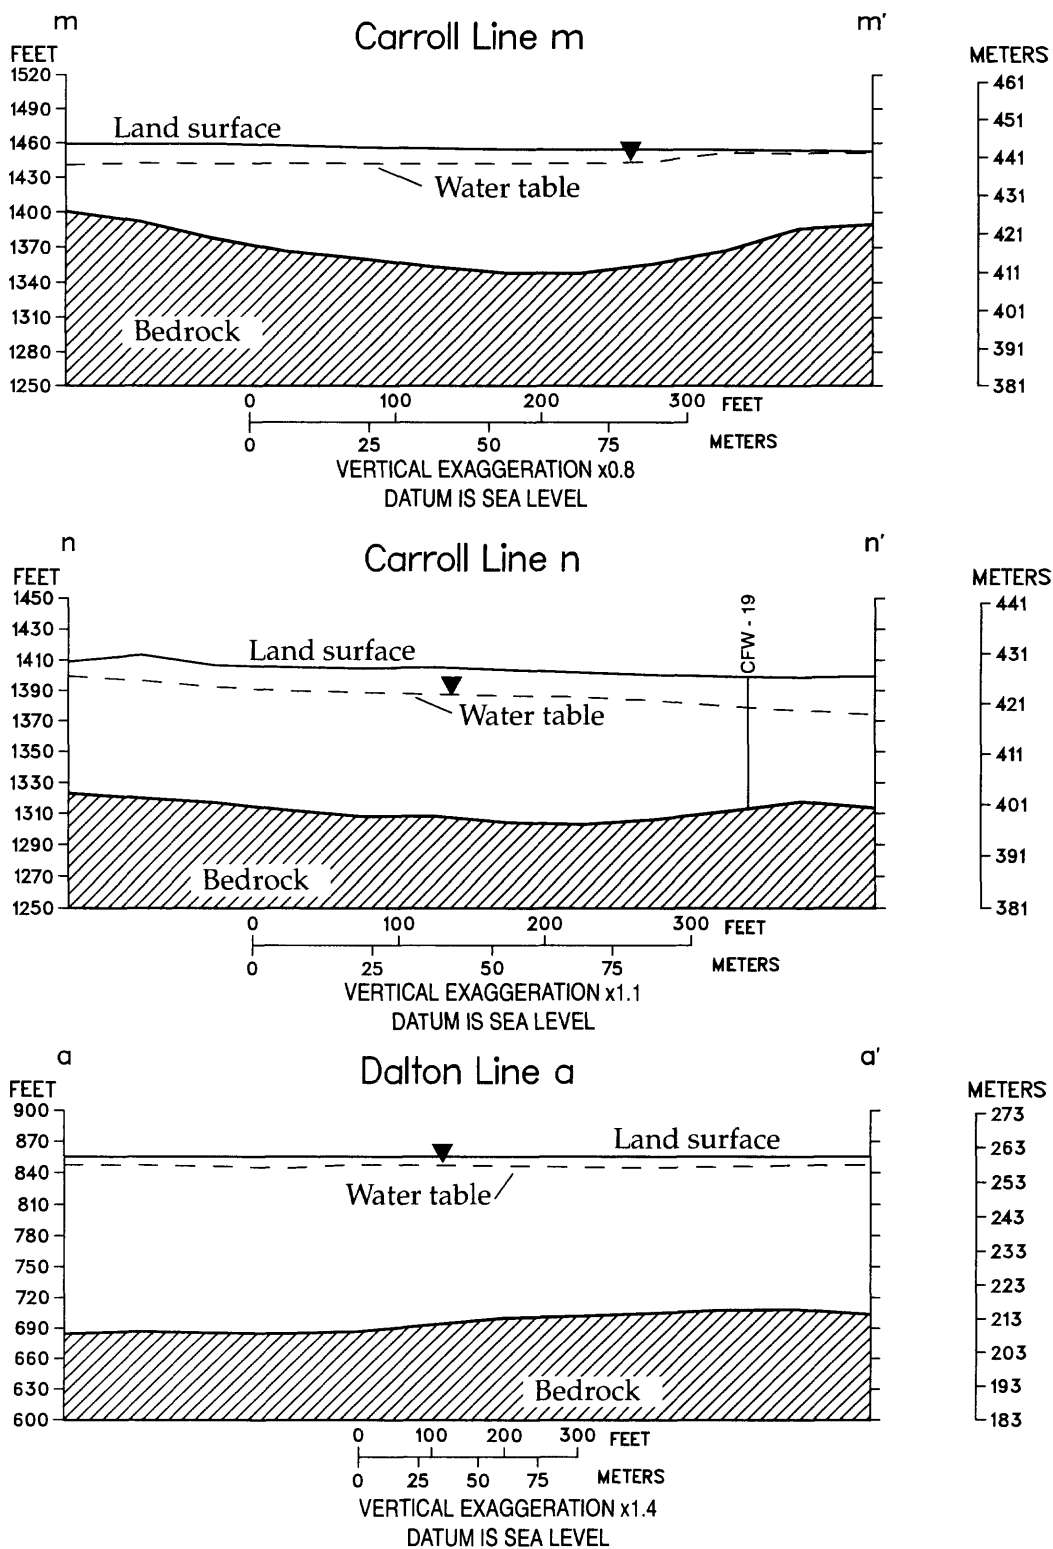 m Carroll Line m m'
FEET METERS
1520
461
1490
451
Land surface
1460
441
1430
Water table
431
1400
421
1370
411
1340
401
1310
Bedrock
391
1280
381
1250
0 100 200 300 FEET
0 25 50 75 METERS
VERTICAL EXAGGERATION x0.8
DATUM IS SEA LEVEL
n Carroll Line n n'
FEET METERS
1450
441
1430
CFW - 19
Land surface
1410
431
1390
421
Water table
1370
1350
411
1330
1310
401
1290
391
1270
Bedrock
1250
381
0 100 200 300 FEET
0 25 50 75 METERS
VERTICAL EXAGGERATION x1.1
DATUM IS SEA LEVEL
a Dalton Line a a'
FEET METERS
900
273
870
Land surface
263
840
253
Water table
810
243
780
233
750
223
720
213
690
203
660
193
630
Bedrock
600
183
0 100 200 300 FEET
0 25 50 75 METERS
VERTICAL EXAGGERATION x1.4
DATUM IS SEA LEVEL